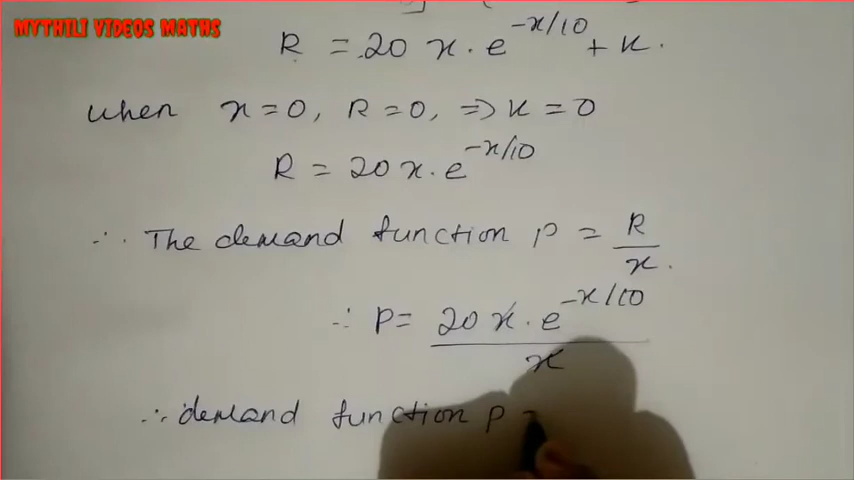 MYTHILI VIDEOS MATHS
R = 20 x · e^{-x/10} + K.
when x = 0, R = 0, ⇒ K = 0
R = 20 x · e^{-x/10}
∴ The demand function p = R/x.
∴ P = 20 x · e^{-x/10} / x
∴ demand function p =